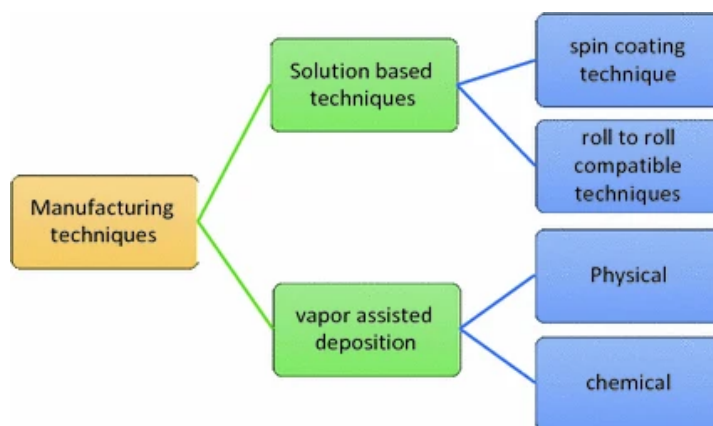 Manufacturing
techniques
Solution based
techniques
vapor assisted
deposition
spin coating
technique
roll to roll
compatible
techniques
Physical
chemical